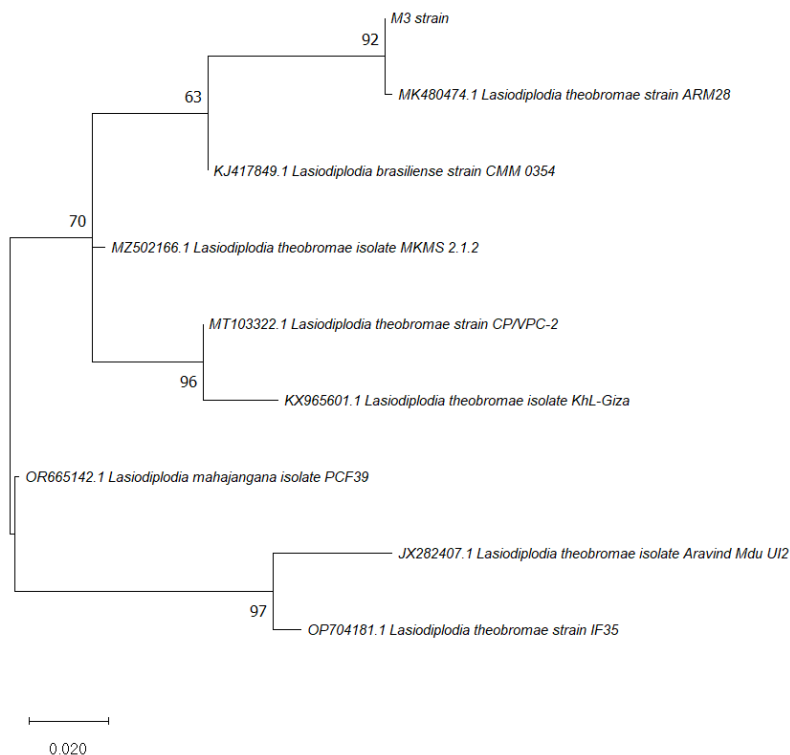 M3 strain
92
MK480474.1 Lasiodiplodia theobromae strain ARM28
63
KJ417849.1 Lasiodiplodia brasiliense strain CMM 0354
70
MZ502166.1 Lasiodiplodia theobromae isolate MKMS 2.1.2
MT103322.1 Lasiodiplodia theobromae strain CP/VPC-2
96
KX965601.1 Lasiodiplodia theobromae isolate KhL-Giza
OR665142.1 Lasiodiplodia mahajangana isolate PCF39
JX282407.1 Lasiodiplodia theobromae isolate Aravind Mdu UI2
97
OP704181.1 Lasiodiplodia theobromae strain IF35
0.020